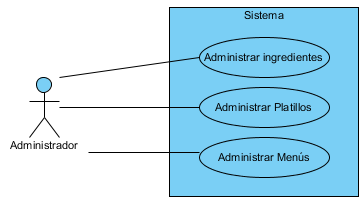 Sistema
Administrar ingredientes
Administrar Platillos
Administrador
Administrar Menús